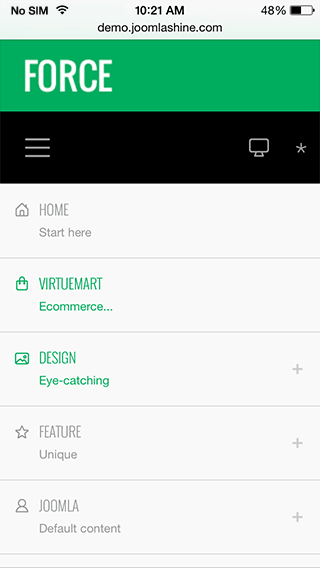 No SIM 10:21 AM 48%
demo.joomlashine.com
FORCE
HOME
Start here
VIRTUEMART
Ecommerce...
DESIGN
Eye-catching
+
FEATURE
Unique
+
JOOMLA
Default content
+